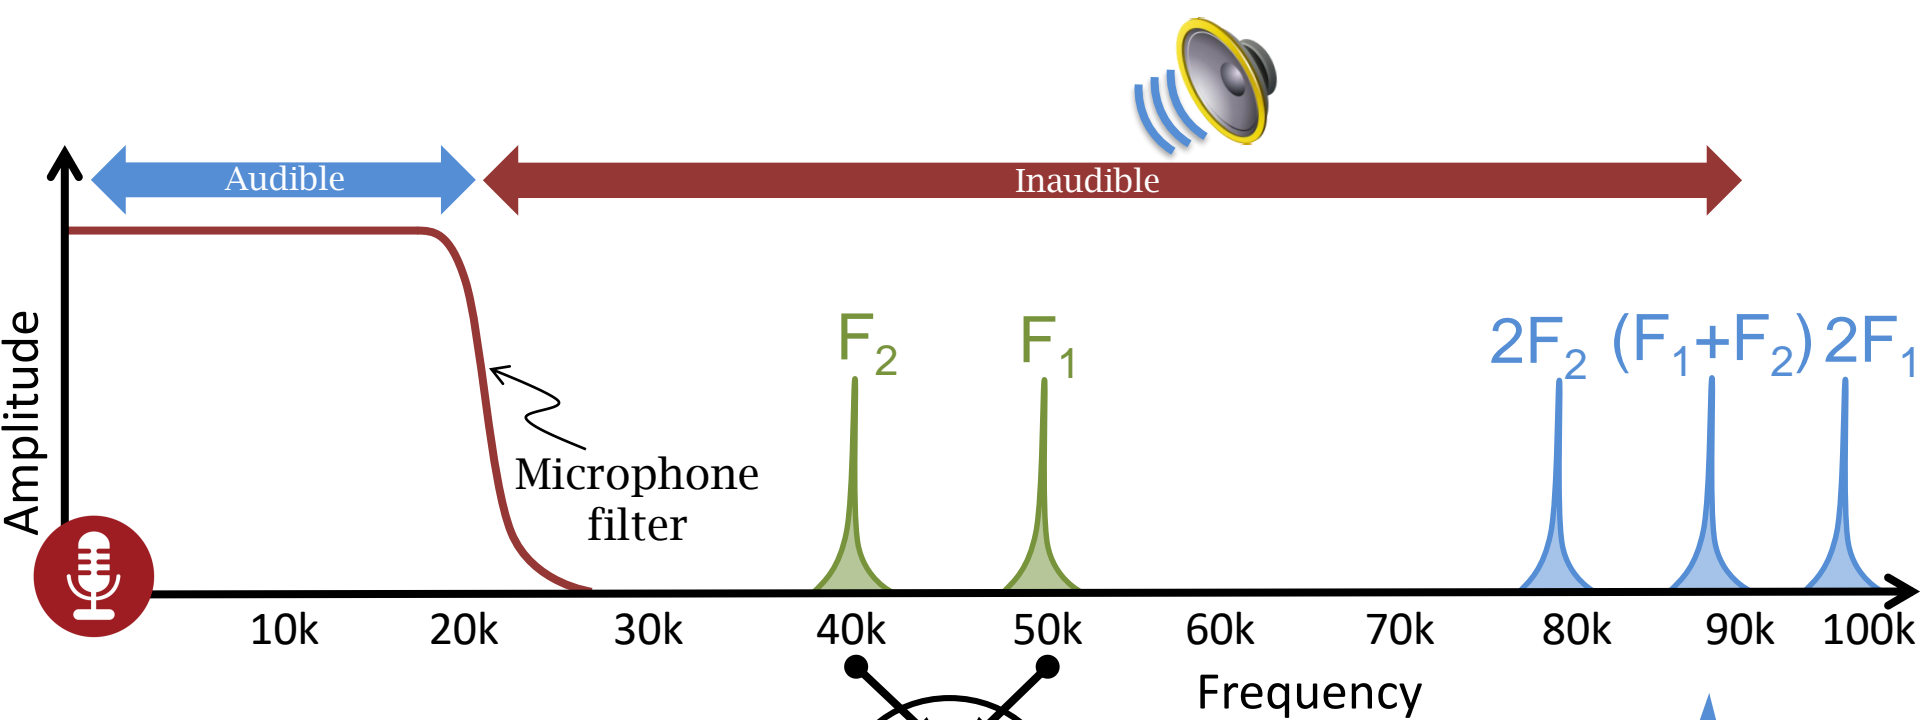 Audible
Inaudible
Amplitude
F₂
F₁
2F₂ (F₁+F₂) 2F₁
Microphone
filter
10k 20k 30k 40k 50k 60k 70k 80k 90k 100k
Frequency